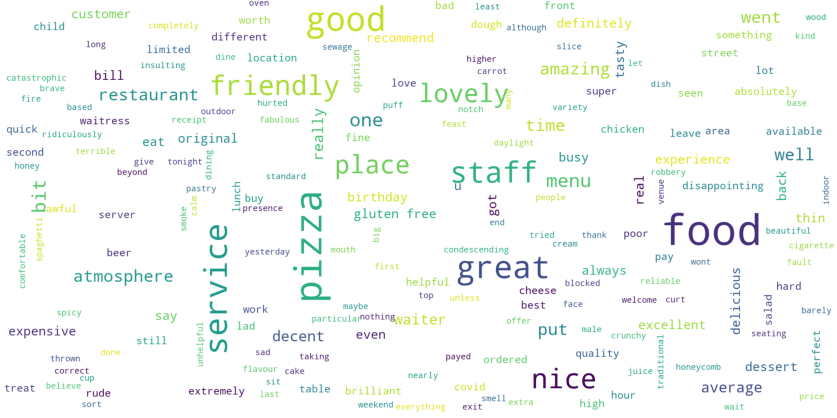 oven
customer
good
bad
least
front
went
wood
child
worth
completely
sewage
dough
although
definitely
something
kind
long
limited
different
recommend
slice
tasty
street
insulting
dine
location
opinion
higher
let
lot
catastrophic
bill
friendly
love
carrot
amazing
dish
seen
absolutely
brave
restaurant
lovely
super
base
fire
based
outdoor
hurted
puff
notch
many
variety
waitress
receipt
fabulous
one
feast
time
quick
ridiculously
eat
original
really
fine
daylight
chicken
leave
area
available
second
terrible
give
tonight
dining
place
staff
busy
experience
well
honey
beyond
standard
menu
robbery
indoor
bit
pastry
lunch
buy
birthday
people
real
venue
disappointing
back
awful
server
smoke
calm
presence
pizza
gluten free
got
thin
spaghetti
comfortable
beer
service
yesterday
big
end
tried
thank
poor
food
beautiful
cigarette
mouth
condescending
cream
wont
pay
fault
atmosphere
first
great
always
reliable
helpful
blocked
delicious
hard
spicy
work
maybe
top
unless
cheese
face
welcome
curt
salad
say
lad
particular
nothing
waiter
best
offer
male
excellent
barely
seating
expensive
still
unhelpful
decent
even
put
crunchy
perfect
thrown
done
sad
taking
payed
ordered
quality
traditional
correct
flavour
cake
nearly
juice
honeycomb
dessert
treat
believe
cup
rude
extremely
sit
last
table
brilliant
covid
nice
hour
average
price
sort
weekend
everything
smell
exit
extra
high
wait